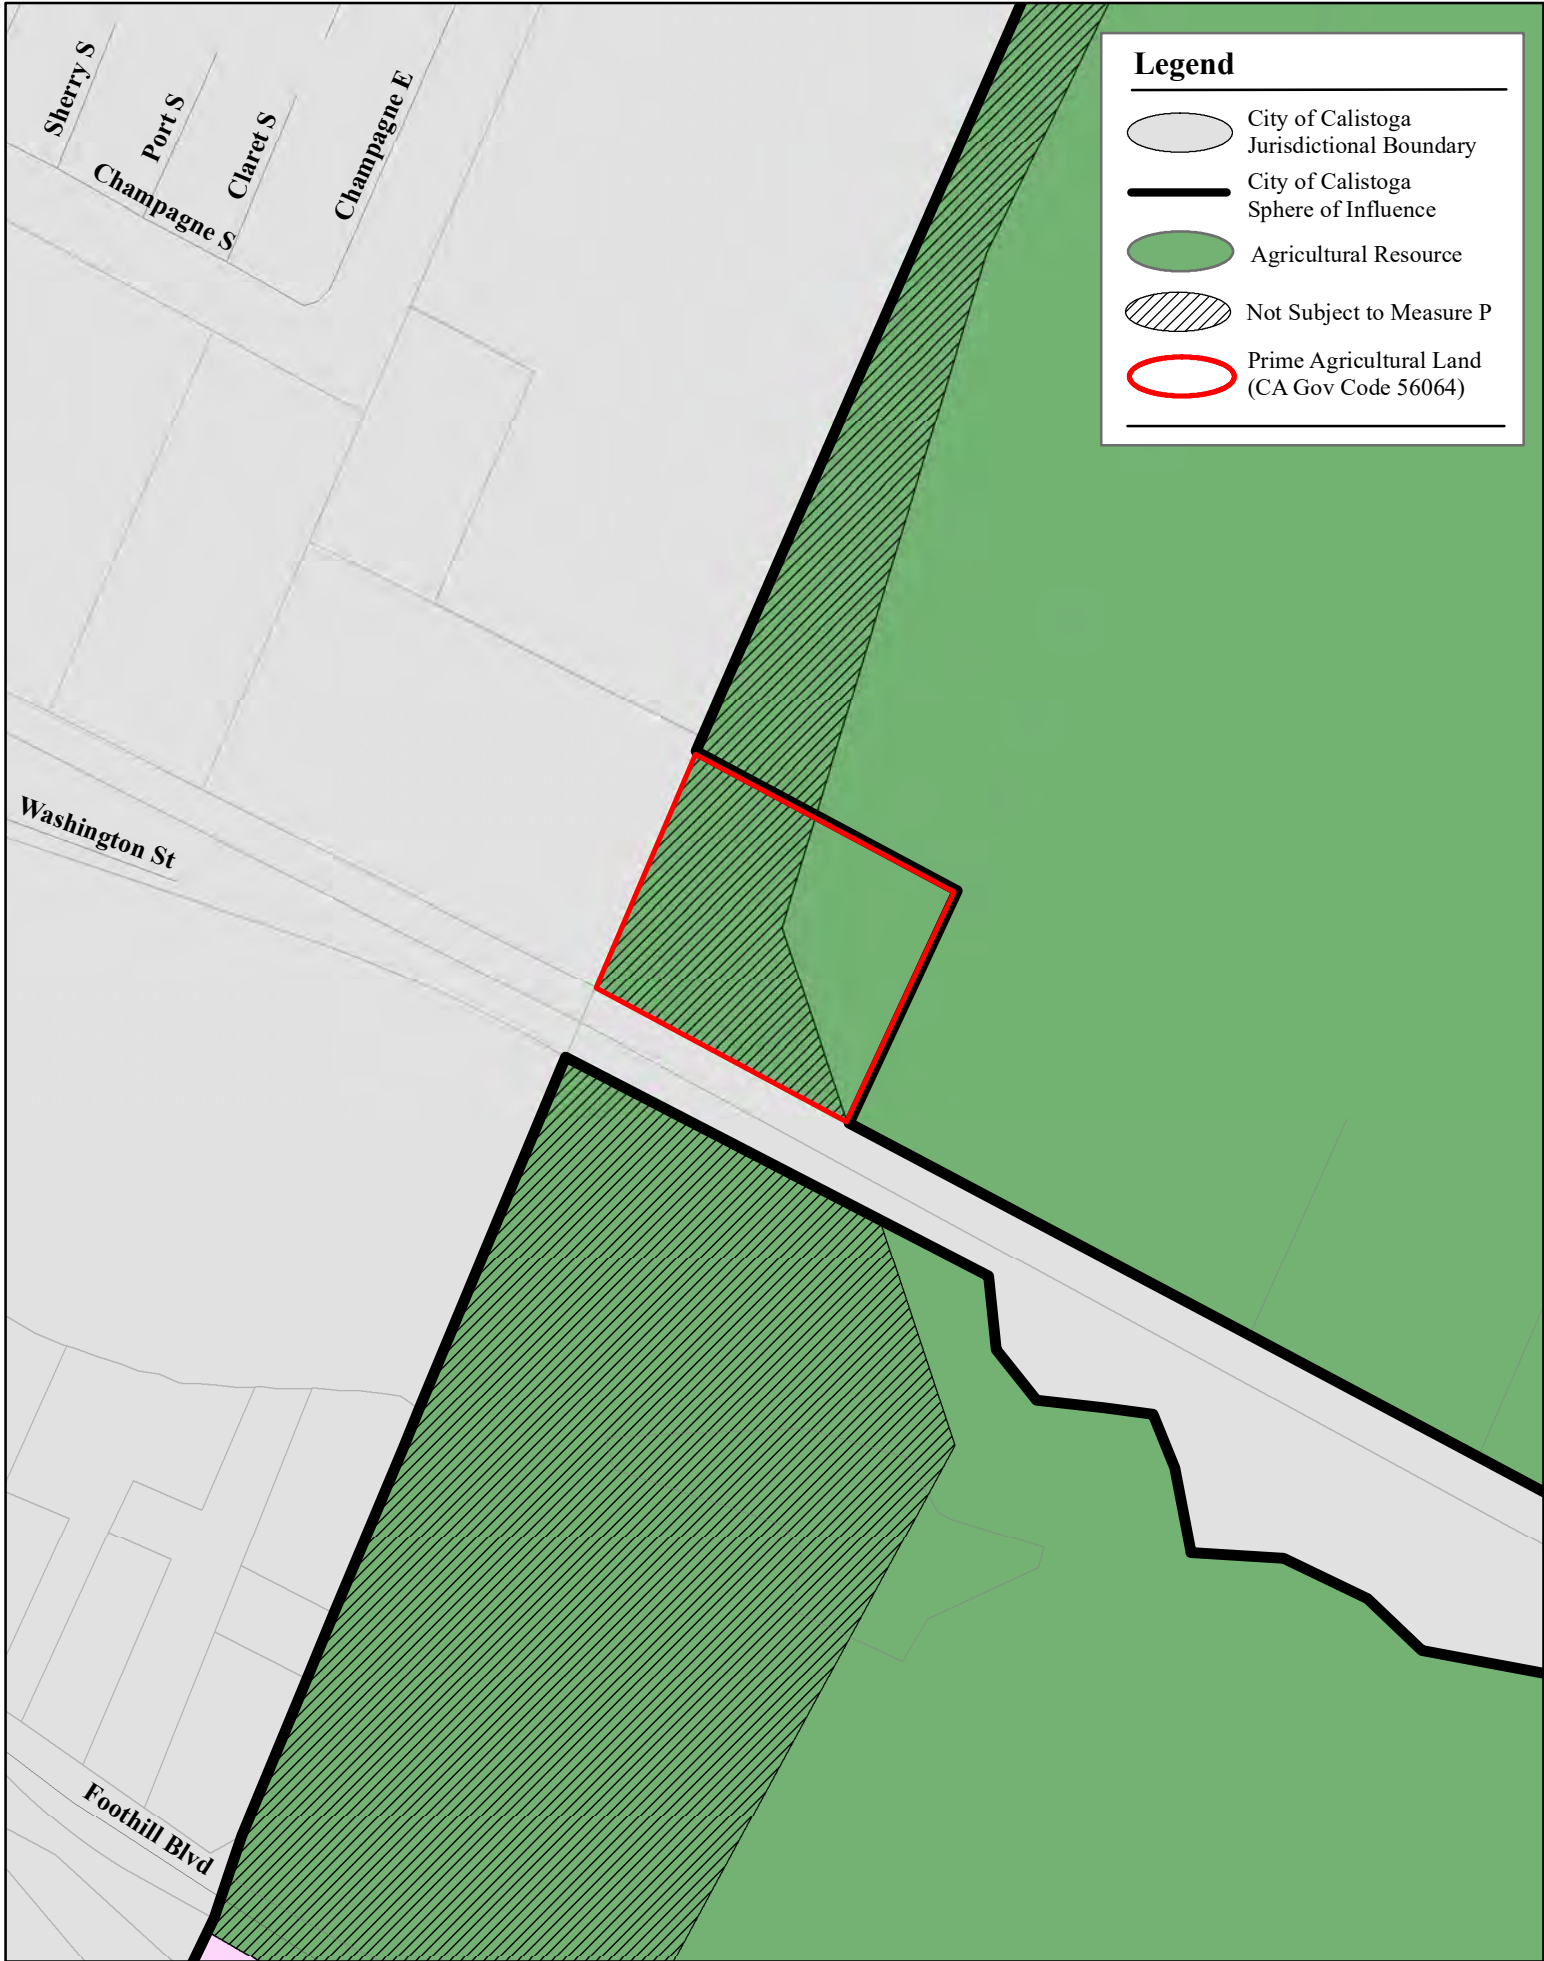 Sherry S
Port S
Claret S
Champagne E
Champagne S
Legend
City of Calistoga
Jurisdictional Boundary
City of Calistoga
Sphere of Influence
Agricultural Resource
Not Subject to Measure P
Prime Agricultural Land
(CA Gov Code 56064)
Washington St
Foothill Blvd